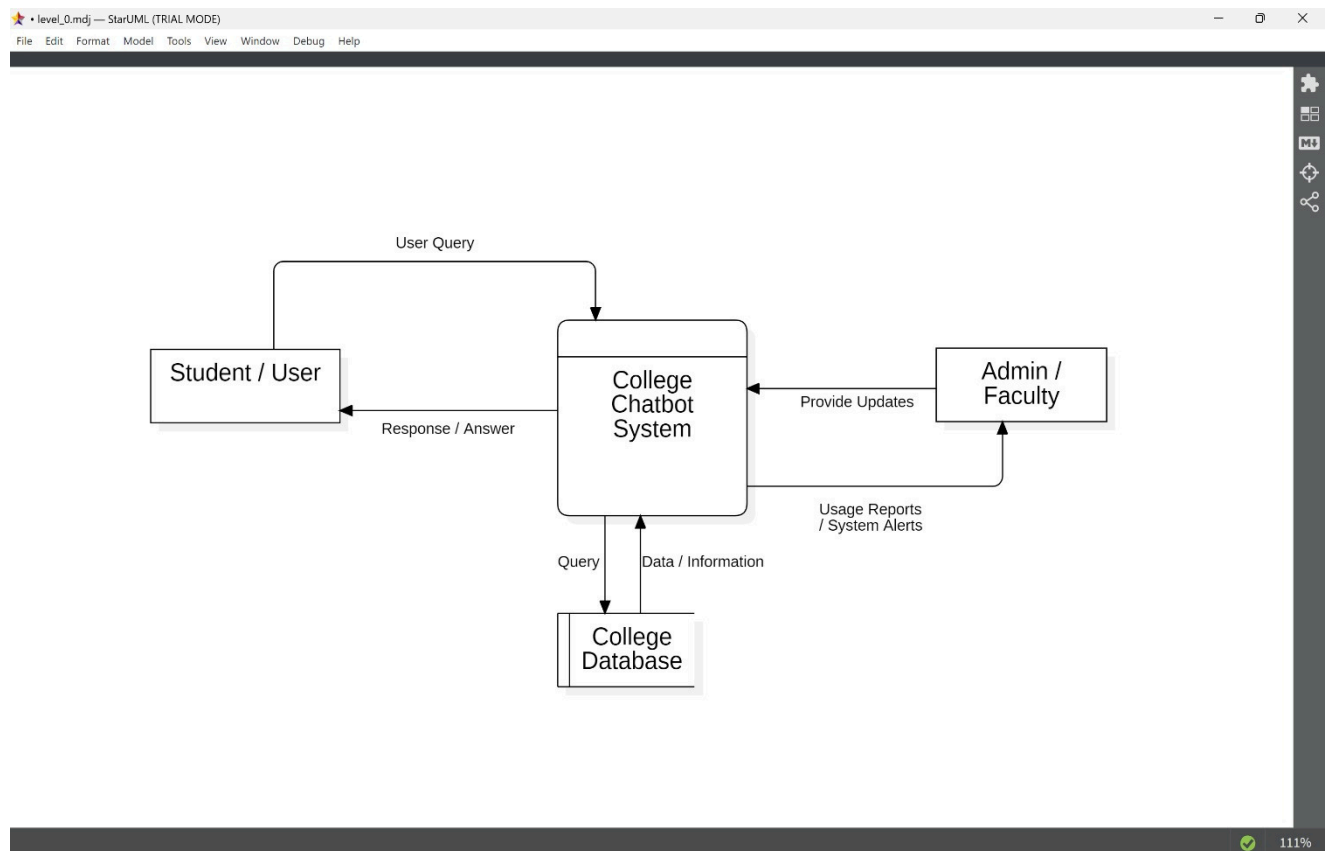 • level_0.mdj — StarUML (TRIAL MODE)
File Edit Format Model Tools View Window Debug Help
M↓
User Query
Student / User
Response / Answer
College
Chatbot
System
Provide Updates
Admin /
Faculty
Usage Reports
/ System Alerts
Query
Data / Information
College
Database
111%